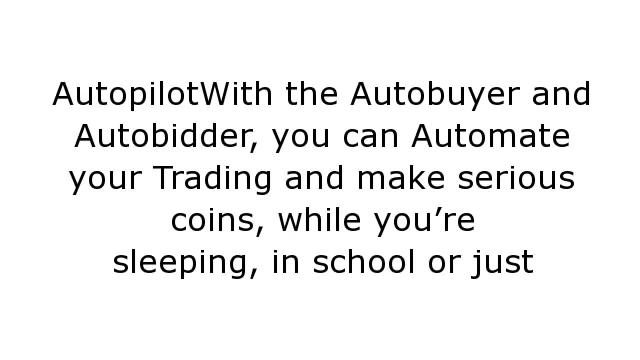 AutopilotWith the Autobuyer and
Autobidder, you can Automate
your Trading and make serious
coins, while you’re
sleeping, in school or just